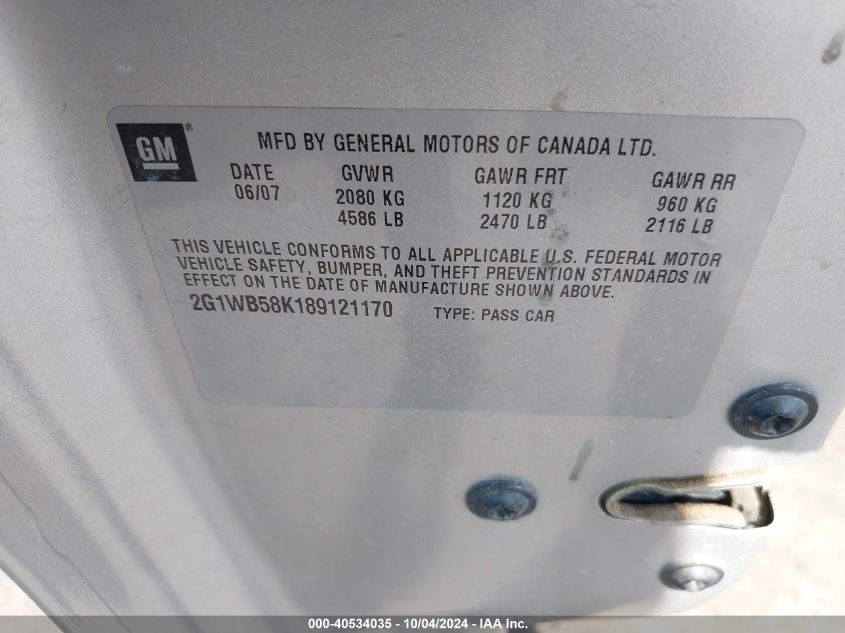 GM®
MFD BY GENERAL MOTORS OF CANADA LTD.
DATE GVWR GAWR FRT GAWR RR
06/07 2080 KG 1120 KG 960 KG
4586 LB 2470 LB 2116 LB
THIS VEHICLE CONFORMS TO ALL APPLICABLE U.S. FEDERAL MOTOR
VEHICLE SAFETY, BUMPER, AND THEFT PREVENTION STANDARDS IN
EFFECT ON THE DATE OF MANUFACTURE SHOWN ABOVE.
2G1WB58K189121170 TYPE: PASS CAR
000-40534035 - 10/04/2024 - IAA Inc.